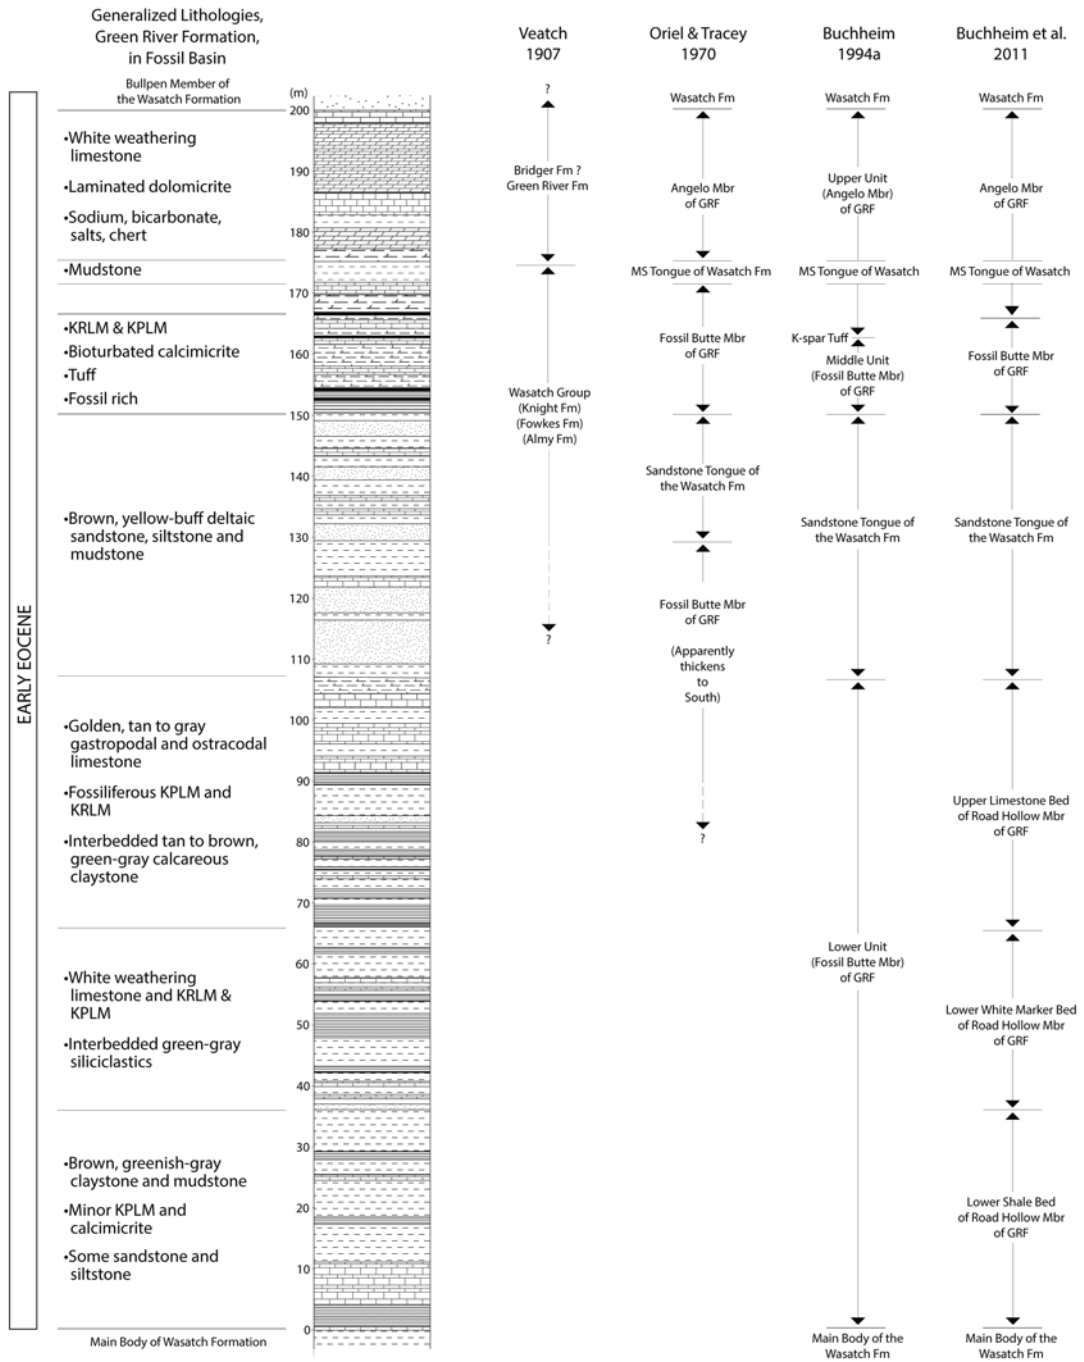 Generalized Lithologies,
Green River Formation,
in Fossil Basin
Bullpen Member of
the Wasatch Formation
•White weathering
limestone
•Laminated dolomicrite
•Sodium, bicarbonate,
salts, chert
•Mudstone
•KRLM & KPLM
•Bioturbated calcimicrite
•Tuff
•Fossil rich
•Brown, yellow-buff deltaic
sandstone, siltstone and
mudstone
•Golden, tan to gray
gastropodal and ostracodal
limestone
•Fossiliferous KPLM and
KRLM
•Interbedded tan to brown,
green-gray calcareous
claystone
•White weathering
limestone and KRLM &
KPLM
•Interbedded green-gray
siliciclastics
•Brown, greenish-gray
claystone and mudstone
•Minor KPLM and
calcimicrite
•Some sandstone and
siltstone
Main Body of Wasatch Formation
EARLY EOCENE
(m)
200
190
180
170
160
150
140
130
120
110
100
90
80
70
60
50
40
30
20
10
0
Veatch
1907
?
Bridger Fm ?
Green River Fm
Wasatch Group
(Knight Fm)
(Fowkes Fm)
(Almy Fm)
?
Oriel & Tracey
1970
Wasatch Fm
Angelo Mbr
of GRF
MS Tongue of Wasatch Fm
Fossil Butte Mbr
of GRF
Sandstone Tongue of
the Wasatch Fm
Fossil Butte Mbr
of GRF
(Apparently
thickens
to
South)
?
Buchheim
1994a
Wasatch Fm
Upper Unit
(Angelo Mbr)
of GRF
MS Tongue of Wasatch
K-spar Tuff
Middle Unit
(Fossil Butte Mbr)
of GRF
Sandstone Tongue of
the Wasatch Fm
Lower Unit
(Fossil Butte Mbr)
of GRF
Main Body of the
Wasatch Fm
Buchheim et al.
2011
Wasatch Fm
Angelo Mbr
of GRF
MS Tongue of Wasatch
Fossil Butte Mbr
of GRF
Sandstone Tongue of
the Wasatch Fm
Upper Limestone Bed
of Road Hollow Mbr
of GRF
Lower White Marker Bed
of Road Hollow Mbr
of GRF
Lower Shale Bed
of Road Hollow Mbr
of GRF
Main Body of the
Wasatch Fm